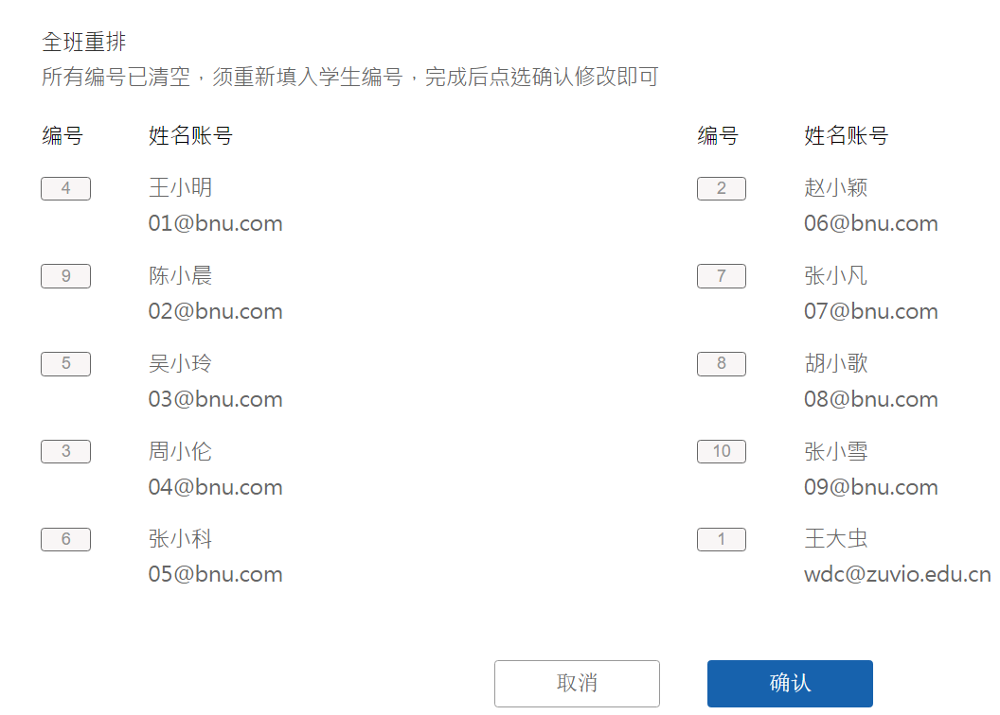 全班重排
所有编号已清空，须重新填入学生编号，完成后点选确认修改即可
编号 姓名账号 编号 姓名账号
4 王小明 2 赵小颖
01@bnu.com 06@bnu.com
9 陈小晨 7 张小凡
02@bnu.com 07@bnu.com
5 吴小玲 8 胡小歌
03@bnu.com 08@bnu.com
3 周小伦 10 张小雪
04@bnu.com 09@bnu.com
6 张小科 1 王大虫
05@bnu.com wdc@zuvio.edu.cn
取消 确认